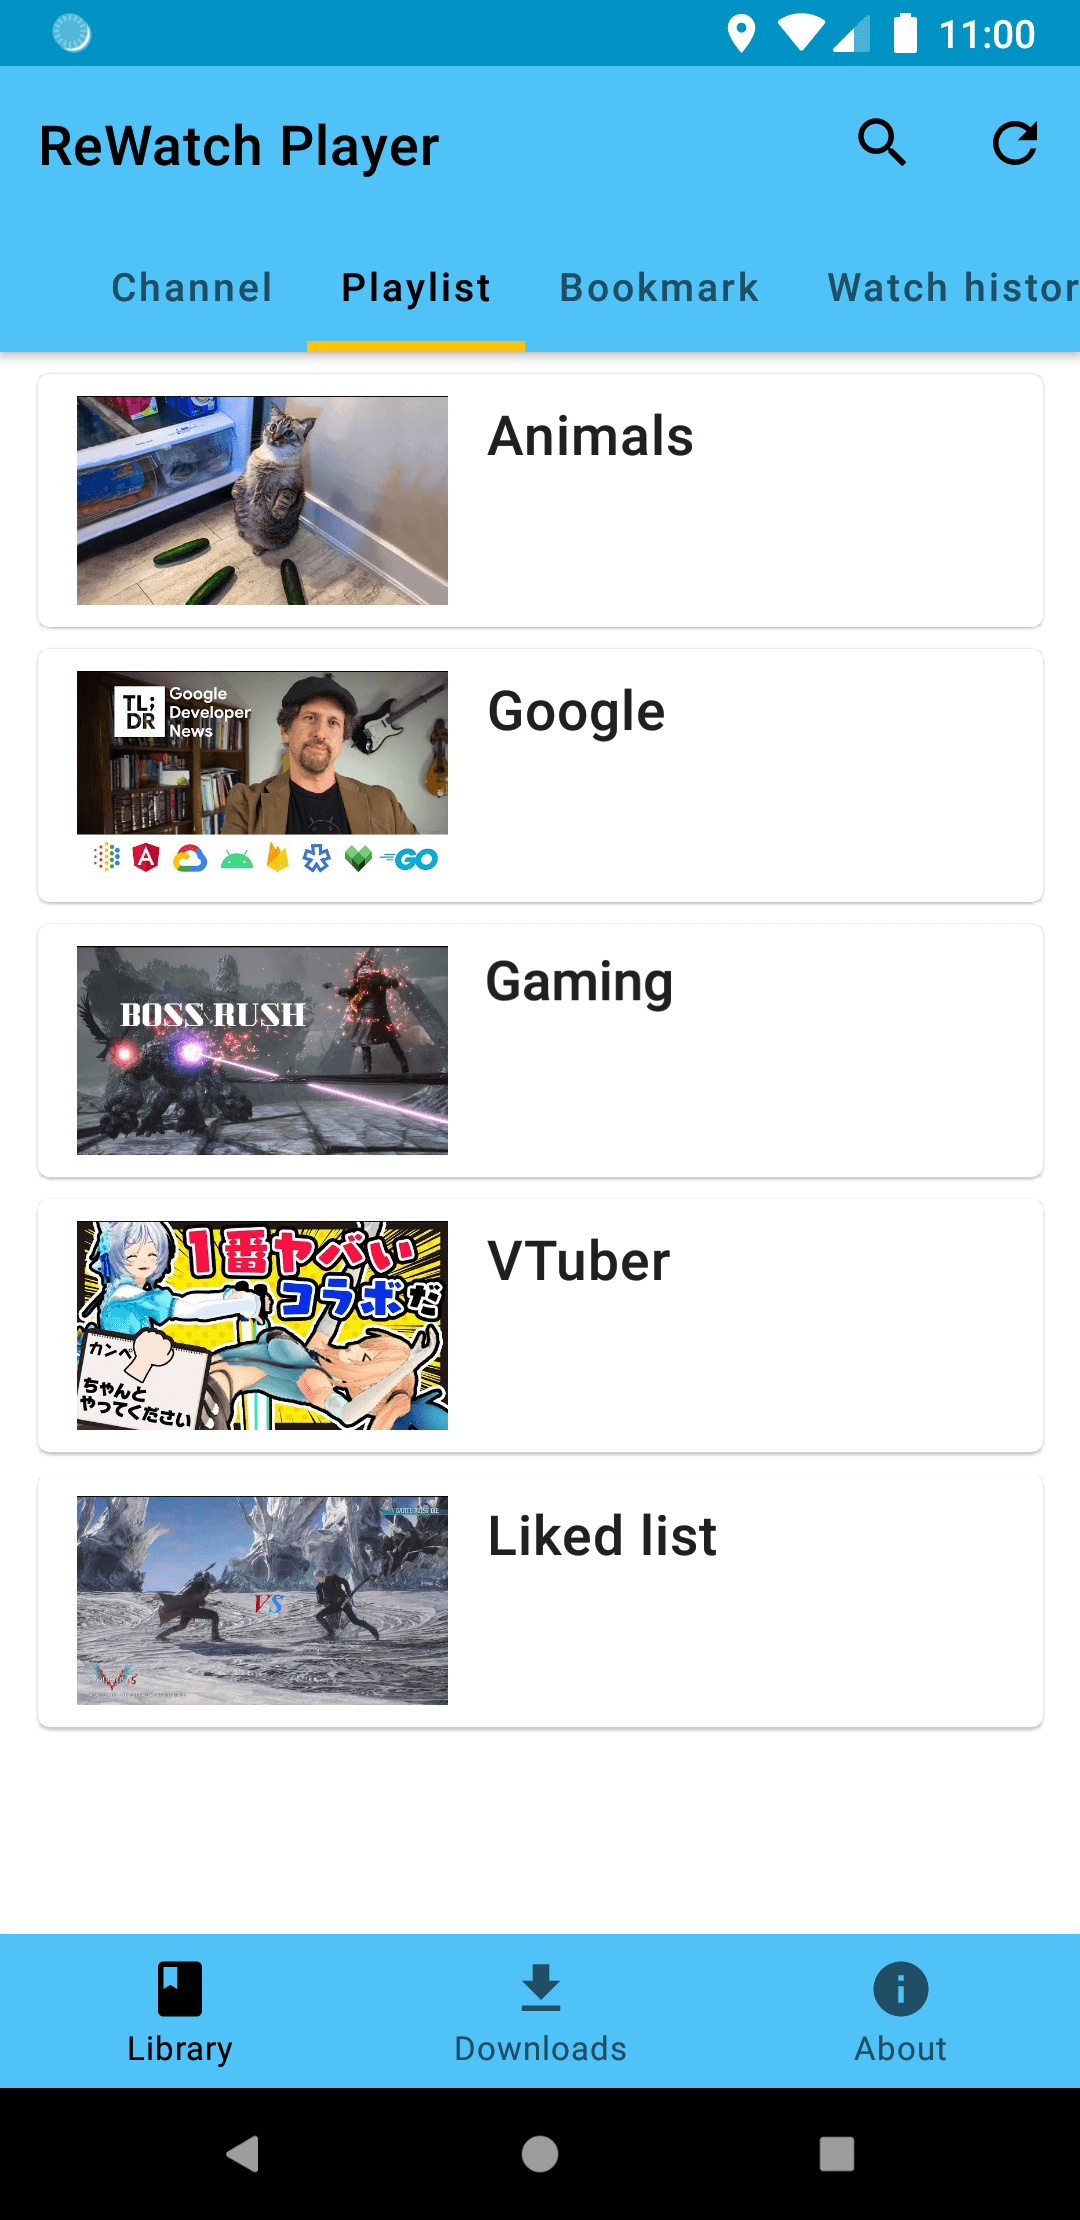 11:00
ReWatch Player
Channel
Playlist
Bookmark
Watch histor
Animals
TL;
DR
Google
Developer
News
GO
Google
BOSS RUSH
Gaming
1番ヤバい
コラボだ
カンペ
ちゃんと
やってください
VTuber
VS
Liked list
Library
Downloads
About